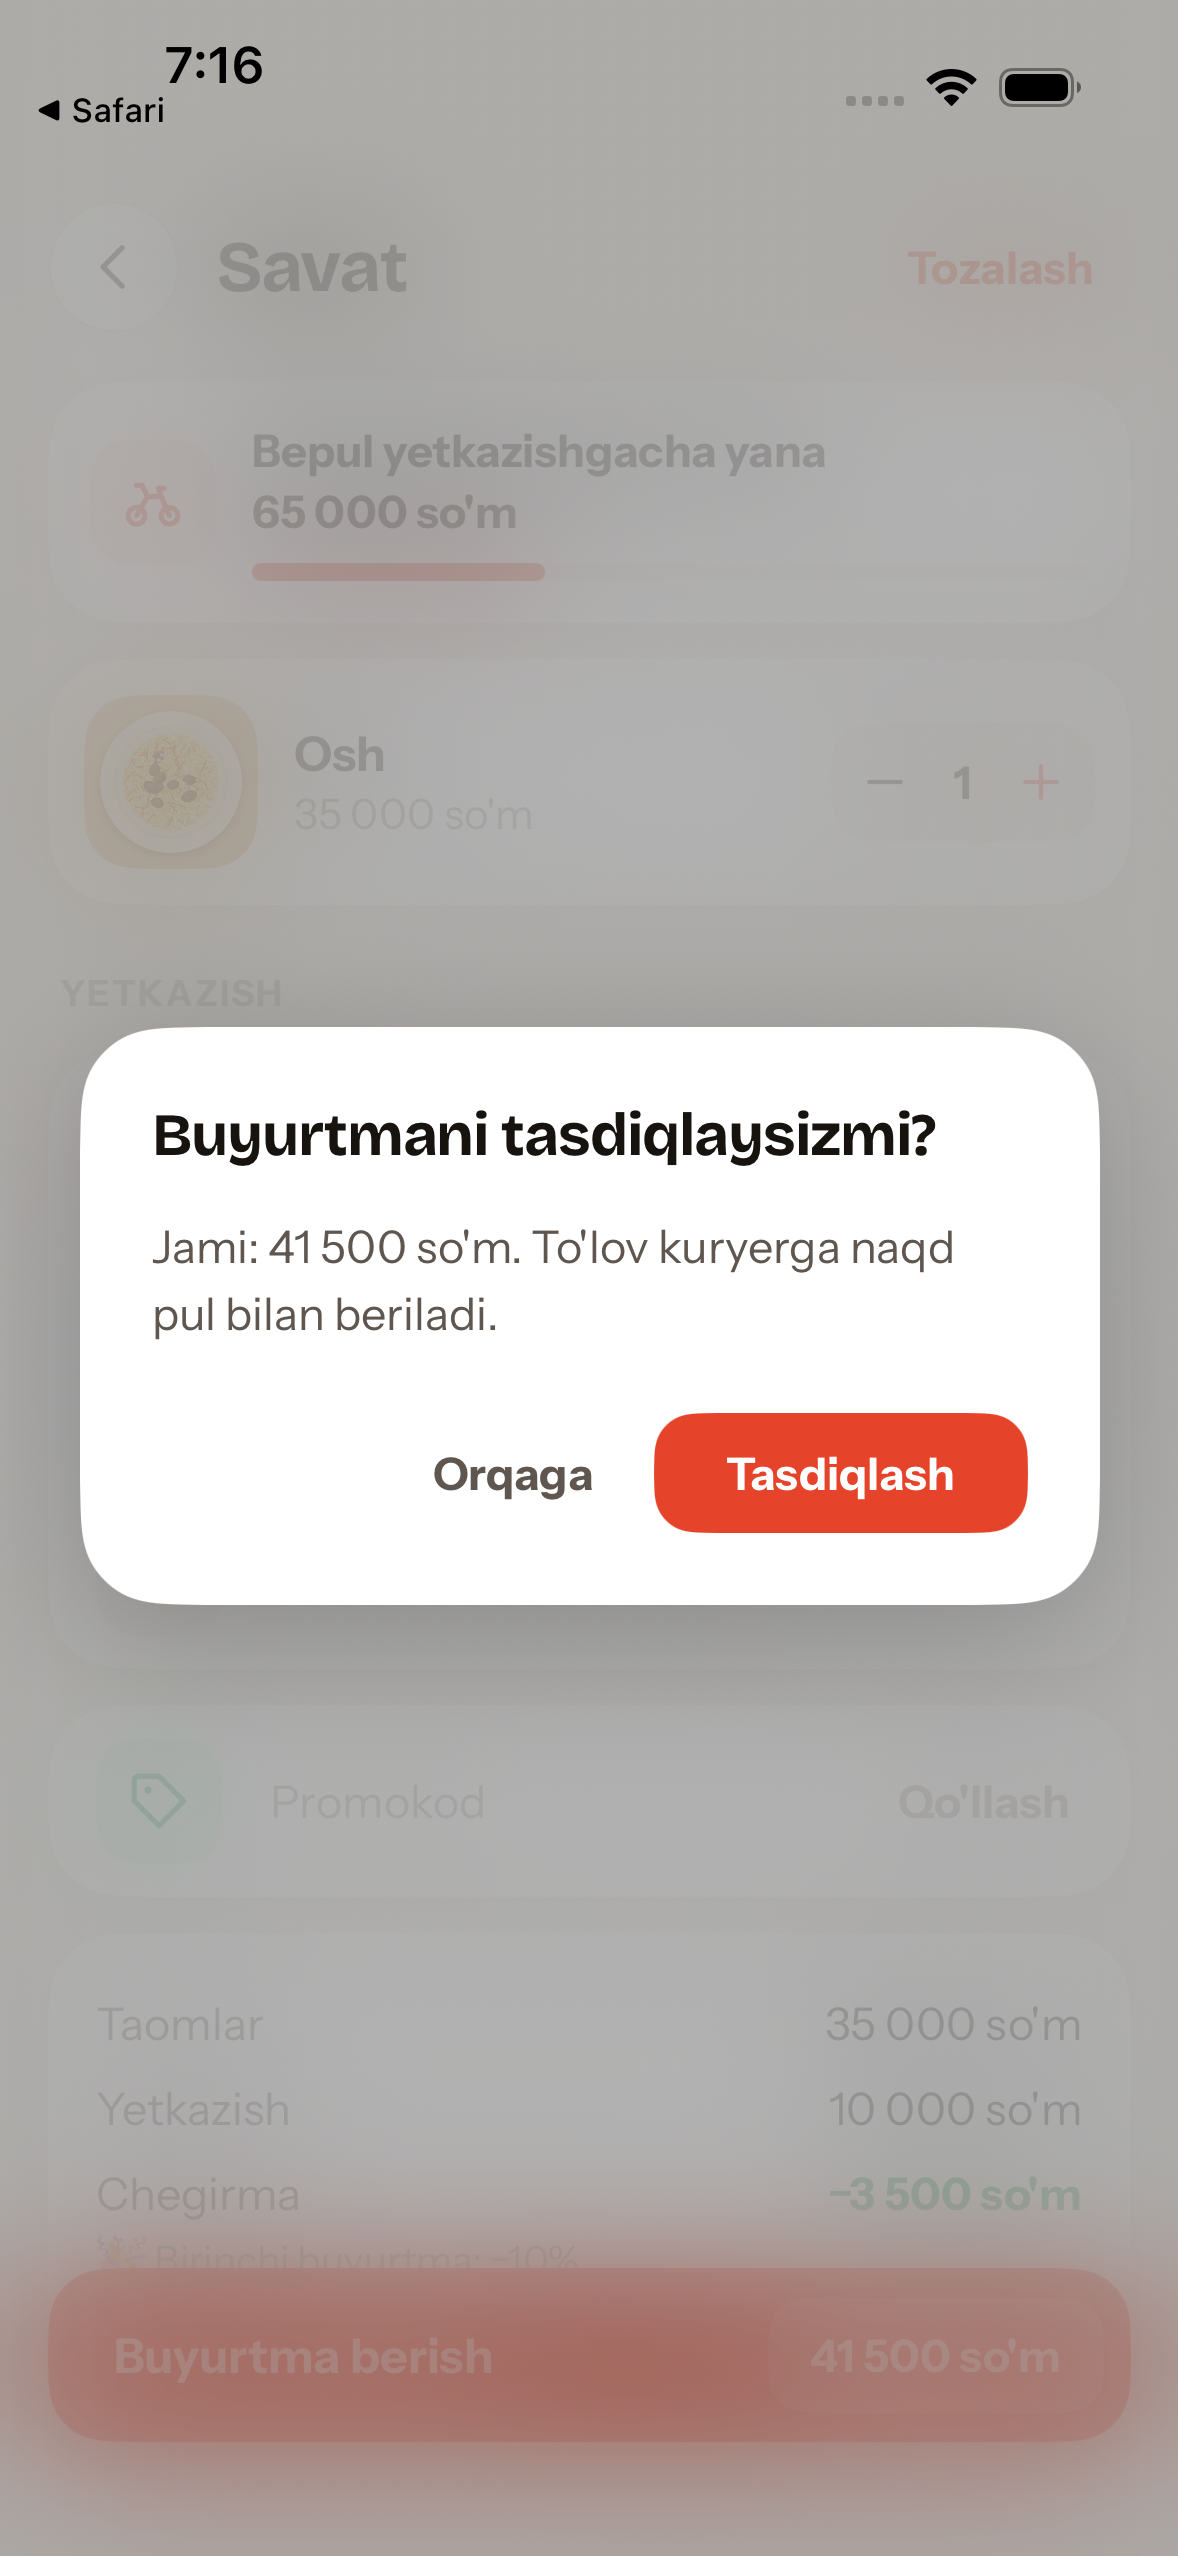 7:16
Safari
Savat
Tozalash
Bepul yetkazishgacha yana
65 000 so'm
Osh
35 000 so'm
1
YETKAZISH
Buyurtmani tasdiqlaysizmi?
Jami: 41 500 so'm. To'lov kuryerga naqd
pul bilan beriladi.
Orqaga
Tasdiqlash
Promokod
Qo'llash
Taomlar
35 000 so'm
Yetkazish
10 000 so'm
Chegirma
−3 500 so'm
Birinchi buyurtma: −10%
Buyurtma berish
41 500 so'm